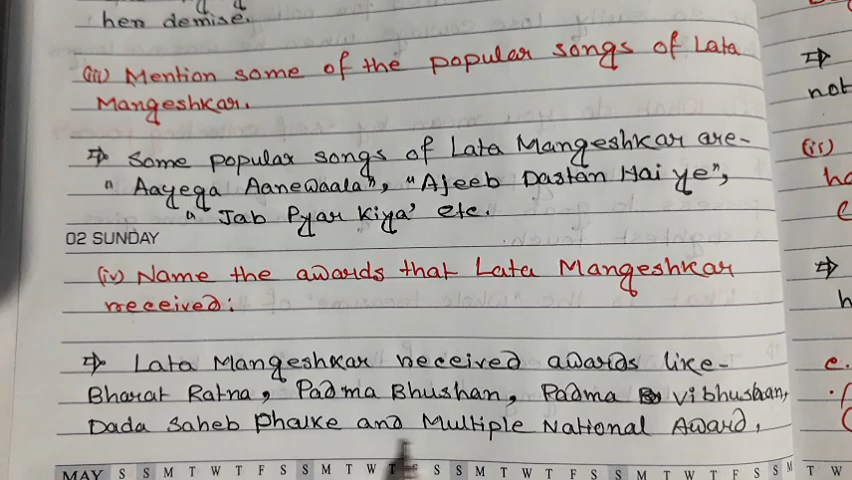 her demise.
(iii) Mention some of the popular songs of Lata
Mangeshkar.
⇒ Some popular songs of Lata Mangeshkar are-
" Aayega Aanewaala", "Ajeeb Dastan Hai ye",
" Jab Pyar Kiya' etc.
02 SUNDAY
(iv) Name the awards that Lata Mangeshkar
received:
⇒ Lata Mangeshkar received awards like-
Bharat Ratna, Padma Bhushan, Padma Vibhushan,
Dada Saheb Phalke and Multiple National Award.
MAY S S M T W T F S S M T W T F S S M T W T F S S M T W T F S S M T W
⇒
not
(ii)
ho
e
⇒
h
e.